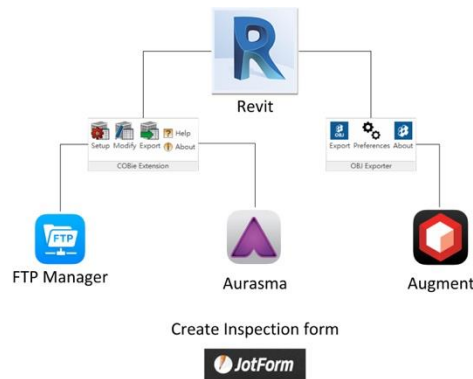 R
Revit
Setup Modify Export Help
About
COBie Extension
OBJ
Export Preferences About
OBJ Exporter
FTP
FTP Manager
Aurasma
Augment
Create Inspection form
JotForm